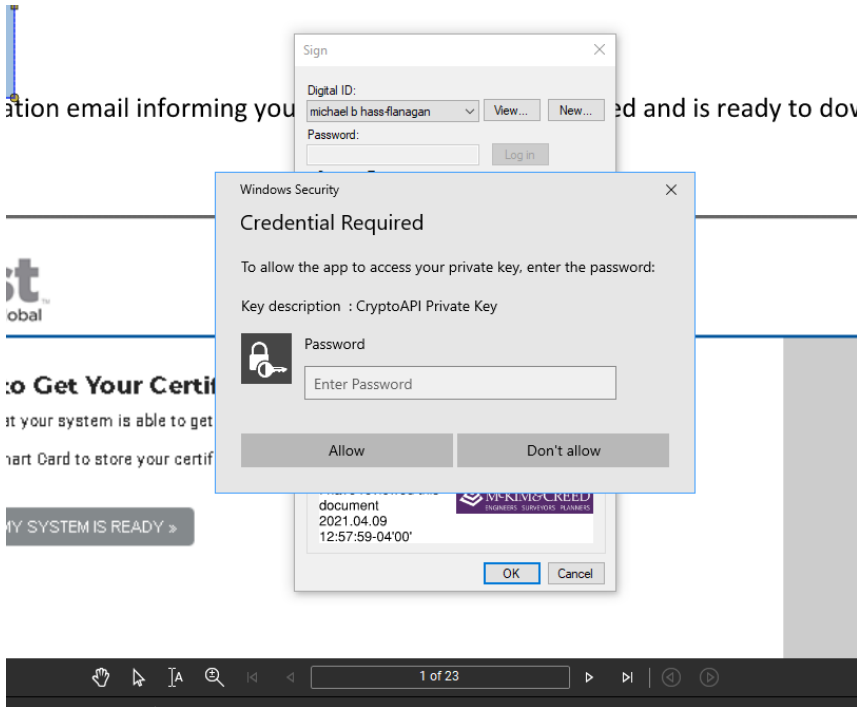 Sign
Digital ID:
michael b hass-flanagan
View...
New...
ation email informing you
ed and is ready to dov
Password:
Log in
Windows Security
Credential Required
To allow the app to access your private key, enter the password:
Key description : CryptoAPI Private Key
Password
Enter Password
Allow
Don't allow
st
obal
to Get Your Certif
at your system is able to get
nart Card to store your certif
MY SYSTEM IS READY »
document
2021.04.09
12:57:59-04'00'
McKIM&CREED
ENGINEERS SURVEYORS PLANNERS
OK
Cancel
1 of 23